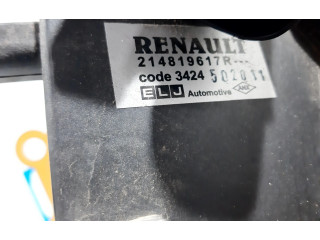 RENAULT
214819617R---
code 3424 502011
ELJ Automotive